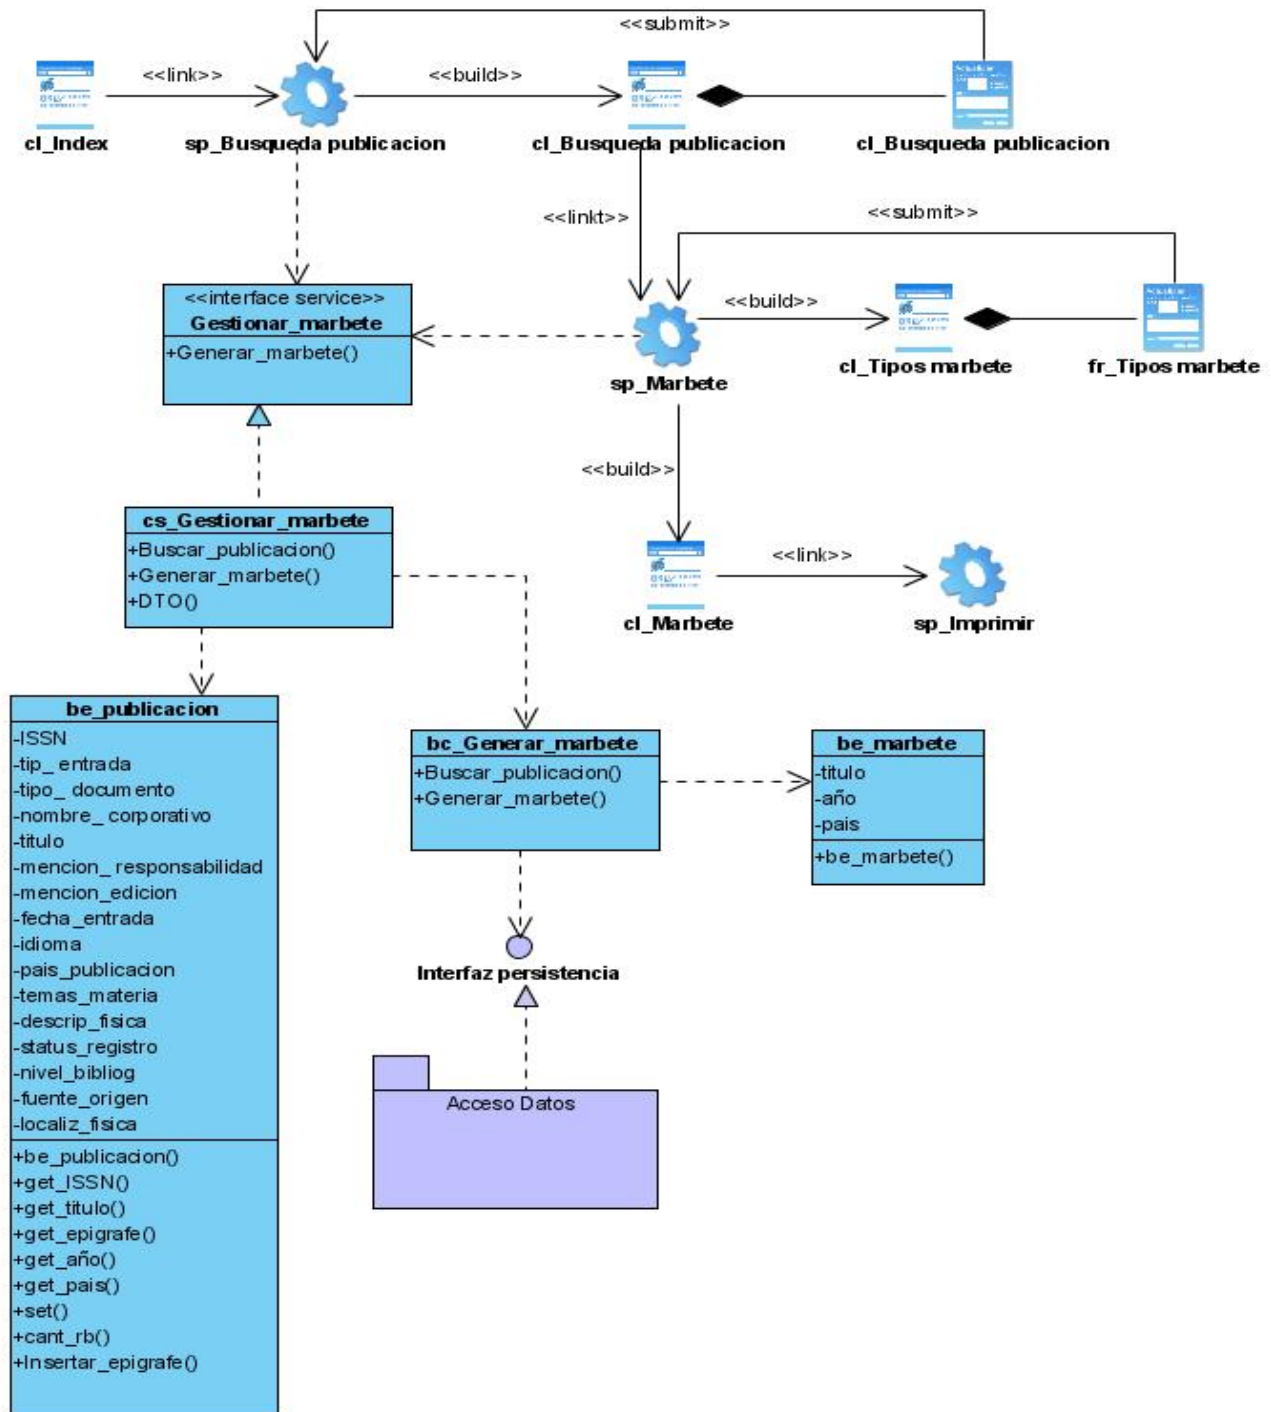 <<submit>>
<<link>>
<<build>>
cl_Index
sp_Busqueda publicacion
cl_Busqueda publicacion
Actualizar
cl_Busqueda publicacion
<<linkt>>
<<submit>>
<<interface service>>
Gestionar_marbete
+Generar_marbete()
<<build>>
Actualizar
sp_Marbete
cl_Tipos marbete
fr_Tipos marbete
<<build>>
cs_Gestionar_marbete
+Buscar_publicacion()
+Generar_marbete()
+DTO()
<<link>>
cl_Marbete
sp_Imprimir
be_publicacion
-ISSN
-tip_ entrada
-tipo_ documento
-nombre_ corporativo
-titulo
-mencion_ responsabilidad
-mencion_edicion
-fecha_entrada
-idioma
-pais_publicacion
-temas_materia
-descrip_fisica
-status_registro
-nivel_bibliog
-fuente_origen
-localiz_fisica
+be_publicacion()
+get_ISSN()
+get_titulo()
+get_epigrafe()
+get_año()
+get_pais()
+set()
+cant_rb()
+Insertar_epigrafe()
bc_Generar_marbete
+Buscar_publicacion()
+Generar_marbete()
be_marbete
-titulo
-año
-pais
+be_marbete()
Interfaz persistencia
Acceso Datos